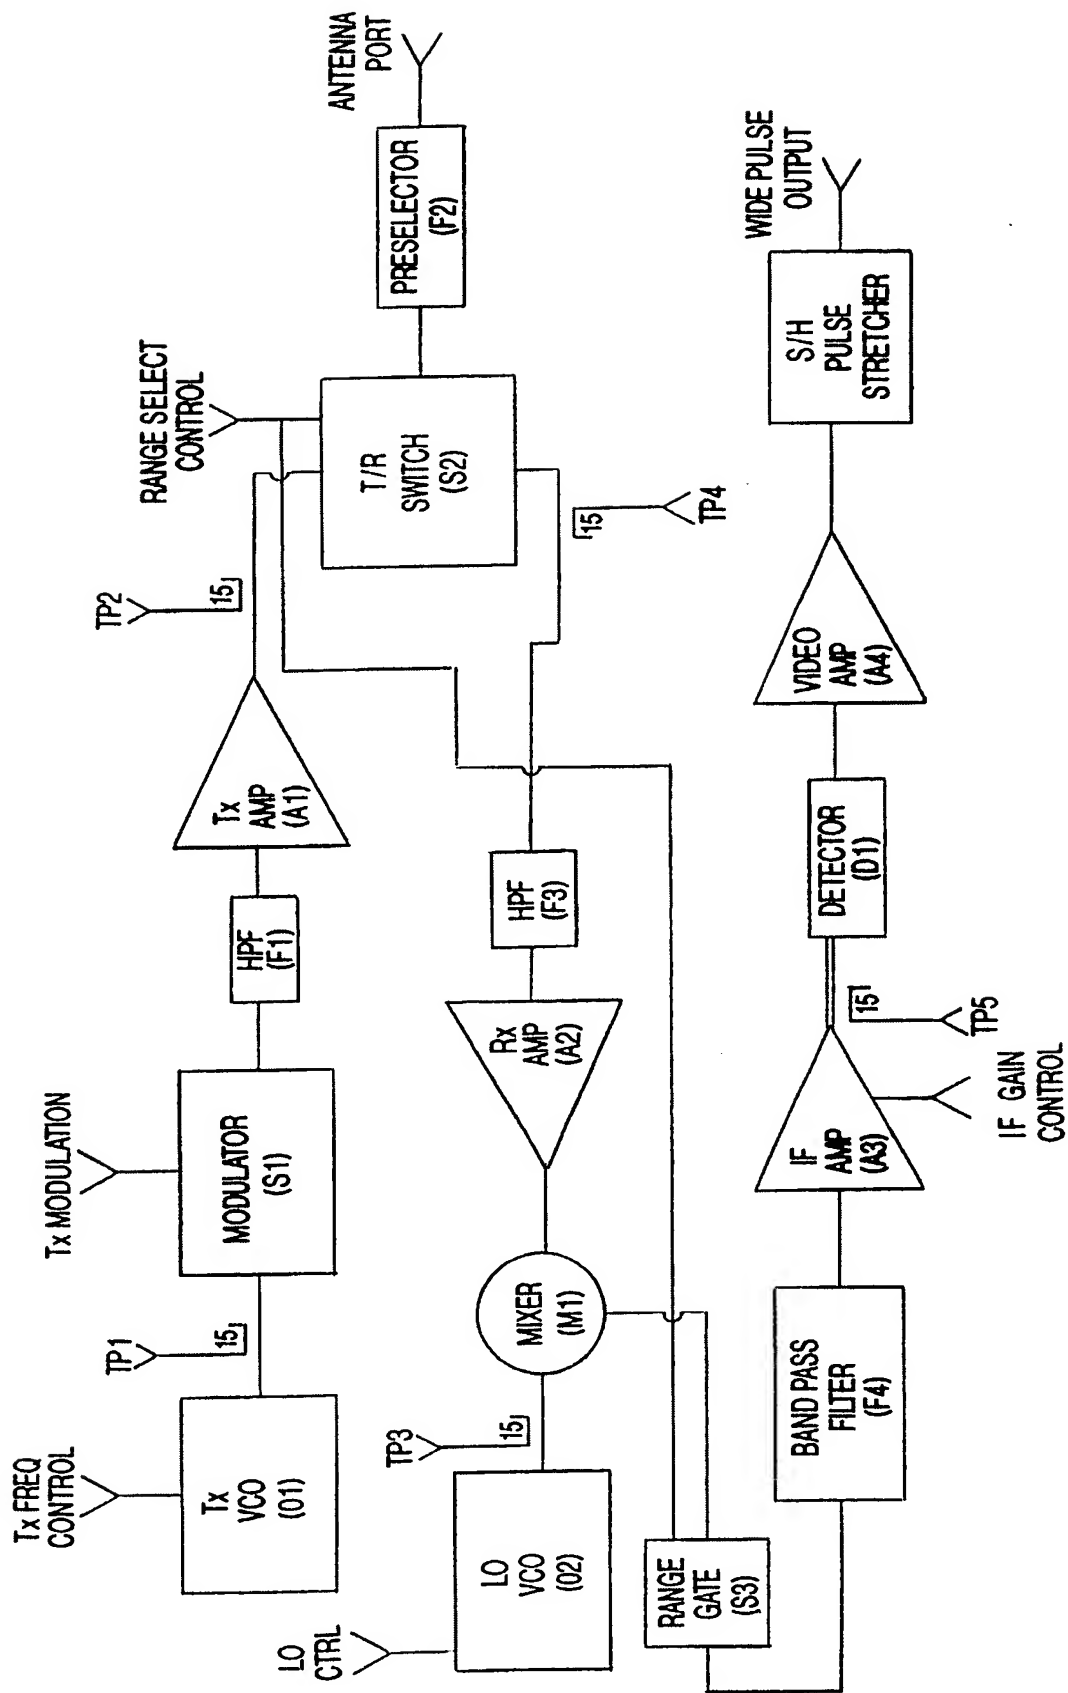 Tx FREQ
CONTROL
Tx
VCO
(O1)
TP1
15
Tx MODULATION
MODULATOR
(S1)
HPF
(F1)
Tx
AMP
(A1)
TP2
15
RANGE SELECT
CONTROL
T/R
SWITCH
(S2)
PRESELECTOR
(F2)
ANTENNA
PORT
LO
CTRL
LO
VCO
(O2)
TP3
15
MIXER
(M1)
Rx
AMP
(A2)
HPF
(F3)
15
TP4
RANGE
GATE
(S3)
BAND PASS
FILTER
(F4)
IF
AMP
(A3)
IF GAIN
CONTROL
15
TP5
DETECTOR
(D1)
VIDEO
AMP
(A4)
S/H
PULSE
STRETCHER
WIDE PULSE
OUTPUT